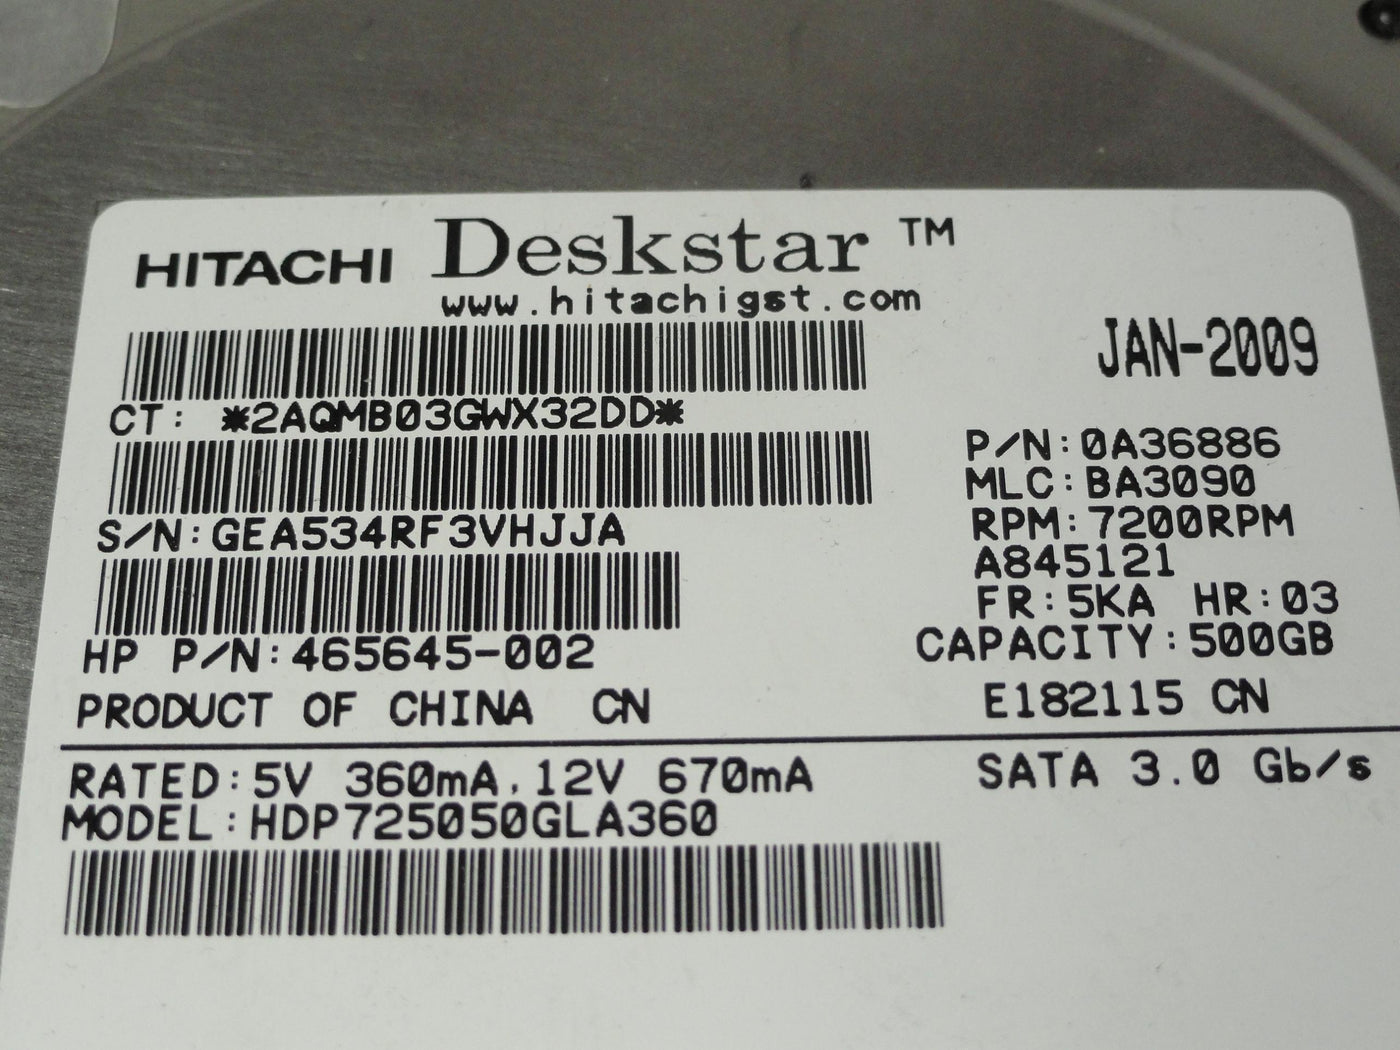 HITACHI Deskstar ™
www.hitachigst.com
JAN-2009
CT: *2AQMB03GWX32DD*
S/N:GEA534RF3VHJJA
HP P/N:465645-002
PRODUCT OF CHINA CN
P/N:0A36886
MLC:BA3090
RPM:7200RPM
A845121
FR:5KA HR:03
CAPACITY:500GB
E182115 CN
RATED:5V 360mA,12V 670mA
SATA 3.0 Gb/s
MODEL:HDP725050GLA360